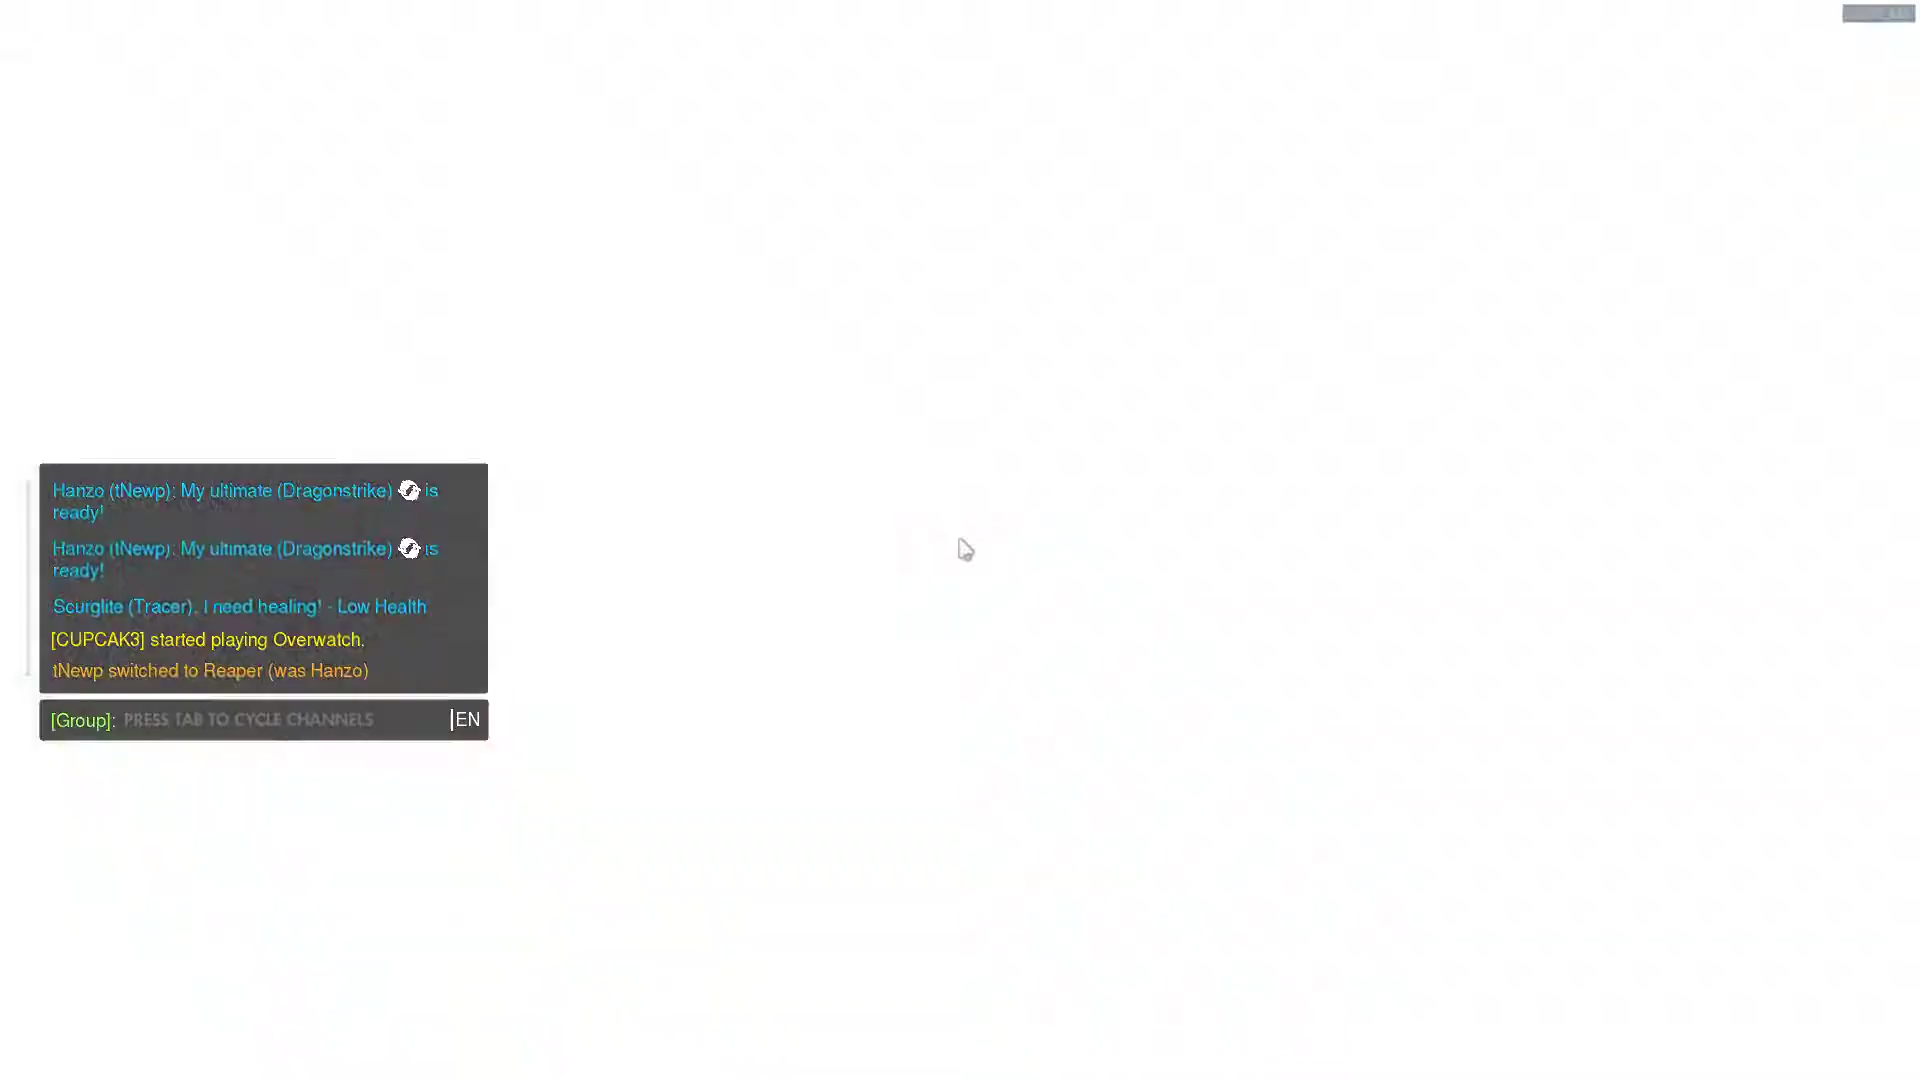 Hanzo (tNewp): My ultimate (Dragonstrike) is
ready!
Hanzo (tNewp): My ultimate (Dragonstrike) is
ready!
Scurglite (Tracer): I need healing! - Low Health
[CUPCAK3] started playing Overwatch.
tNewp switched to Reaper (was Hanzo)
[Group]: PRESS TAB TO CYCLE CHANNELS EN